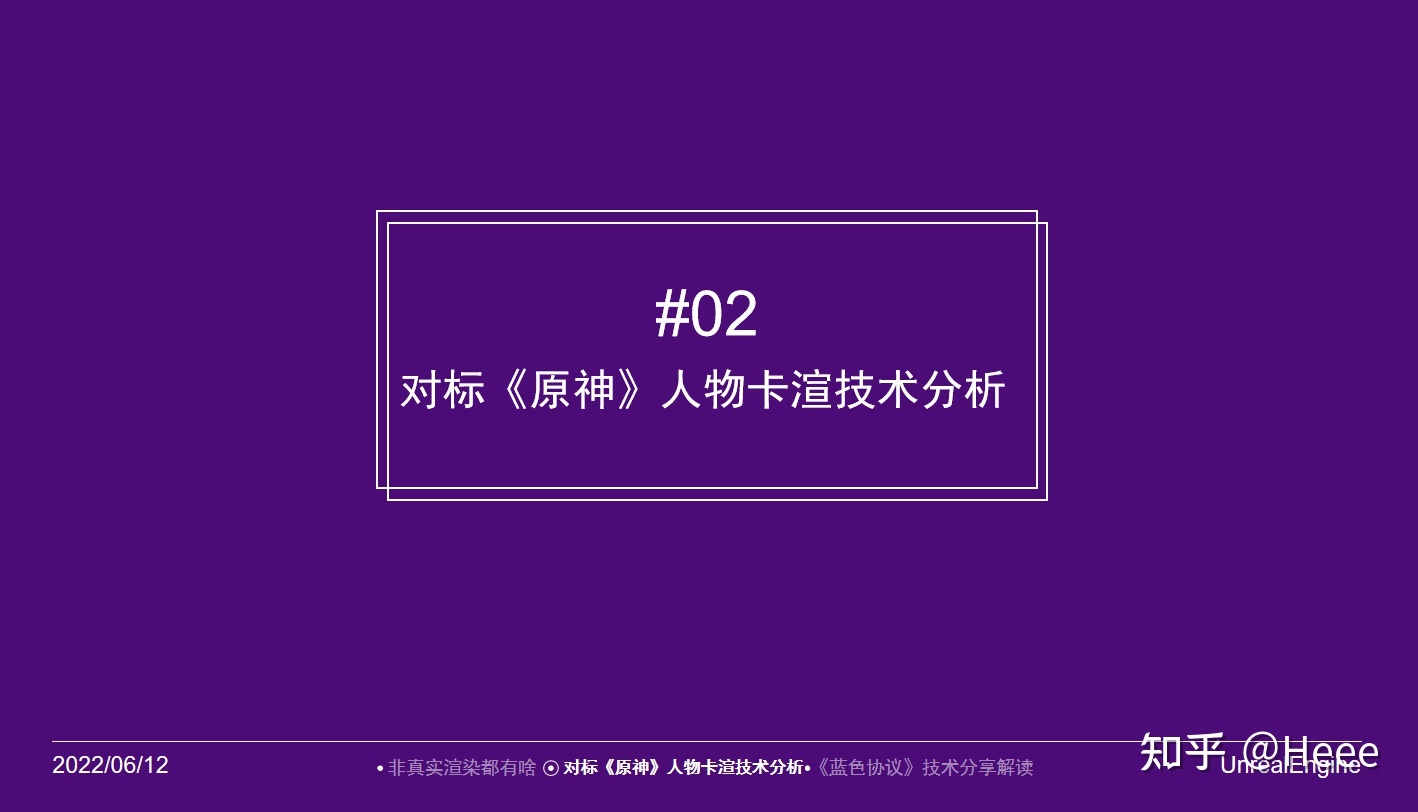 #02
对标《原神》人物卡渲技术分析
2022/06/12
• 非真实渲染都有啥 ⦿ 对标《原神》人物卡渲技术分析•《蓝色协议》技术分享解读
知乎 @Heee
UnrealEngine